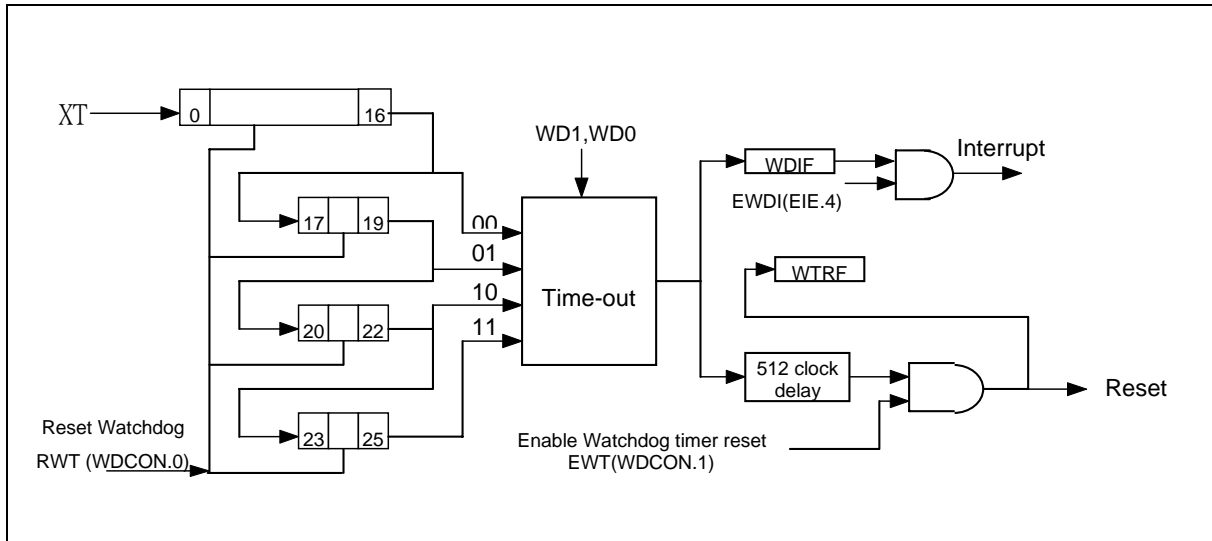 XT
0
16
WD1,WD0
Interrupt
WDIF
EWDI(EIE.4)
17
19
00
01
WTRF
10
Time-out
20
22
11
512 clock
delay
Reset
Reset Watchdog
23
25
Enable Watchdog timer reset
RWT (WDCON.0)
EWT(WDCON.1)